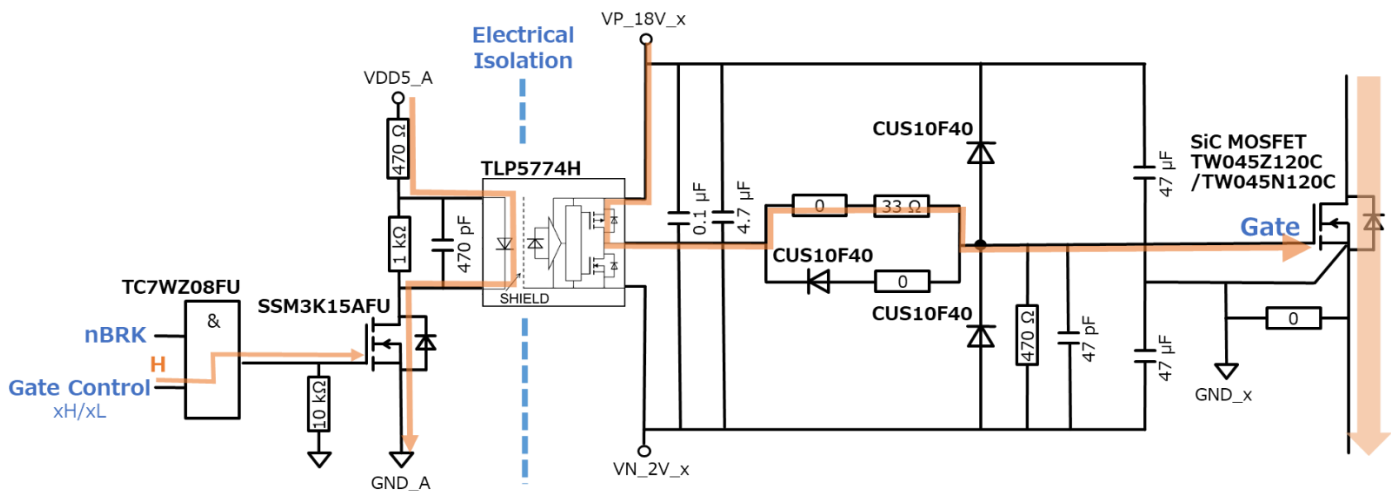 VP_18V_x
Electrical
Isolation
VDD5_A
470 Ω
1 kΩ
470 pF
TLP5774H
SHIELD
0.1 µF
4.7 µF
0
33 Ω
CUS10F40
0
CUS10F40
CUS10F40
470 Ω
47 pF
47 µF
47 µF
SiC MOSFET
TW045Z120C
/TW045N120C
Gate
0
GND_x
TC7WZ08FU
&
SSM3K15AFU
nBRK
H
Gate Control
xH/xL
10 kΩ
GND_A
VN_2V_x